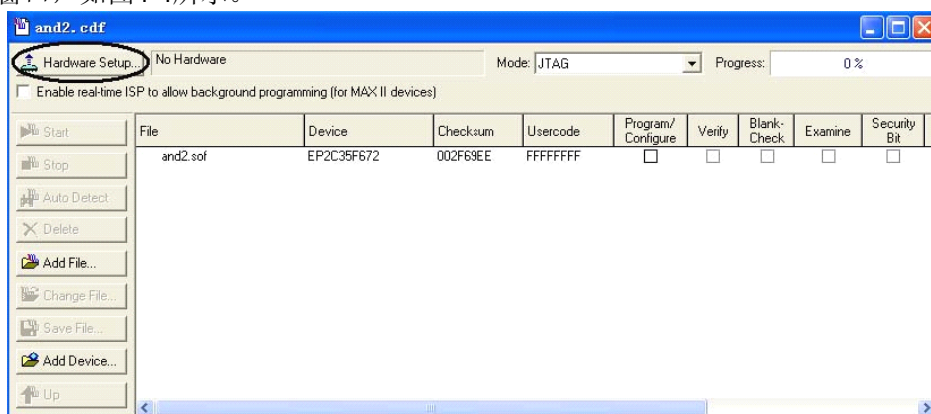 and2.cdf
Hardware Setup... No Hardware Mode: JTAG Progress: 0 %
Enable real-time ISP to allow background programming (for MAX II devices)
Start
Stop
Auto Detect
Delete
Add File...
Change File...
Save File...
Add Device...
Up
File Device Checksum Usercode Program/ Configure Verify Blank- Check Examine Security Bit
and2.sof EP2C35F672 002F69EE FFFFFFFF